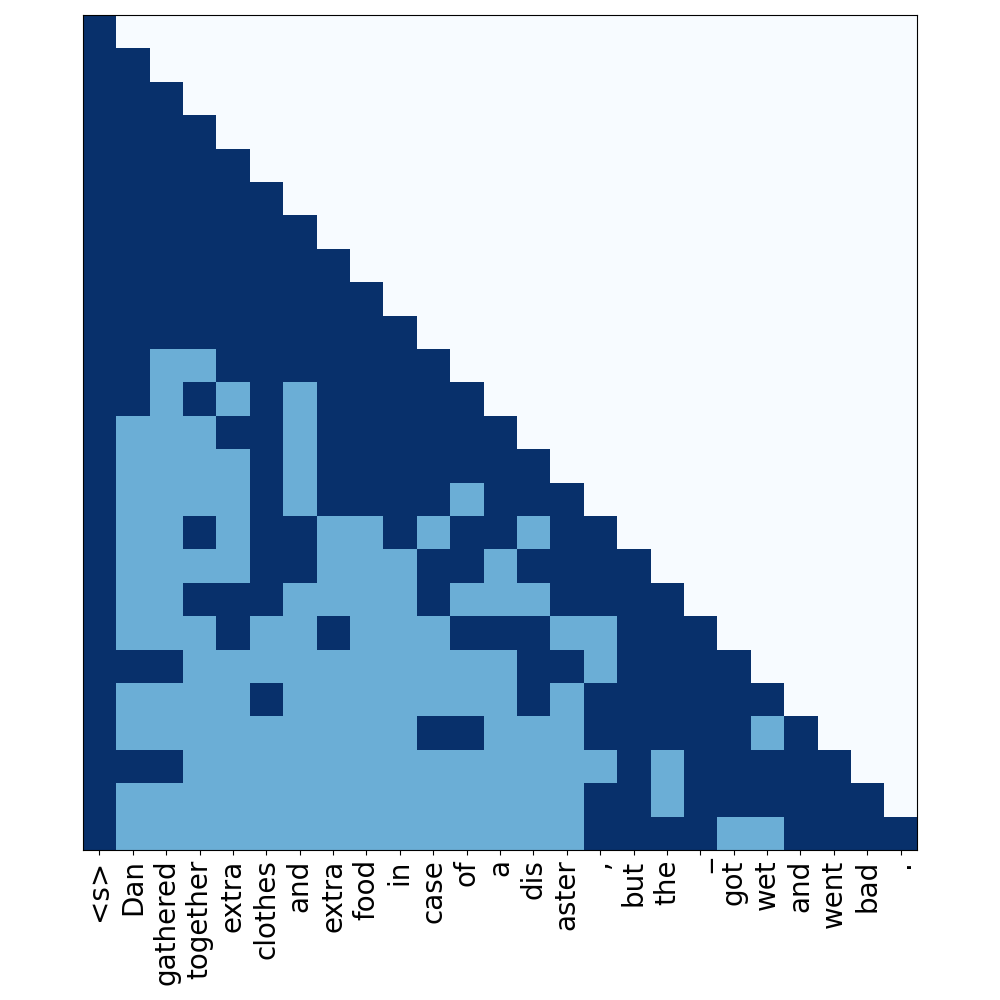 <s> Dan gathered together extra clothes and extra food in case of a dis aster , but the _ got wet and went bad .